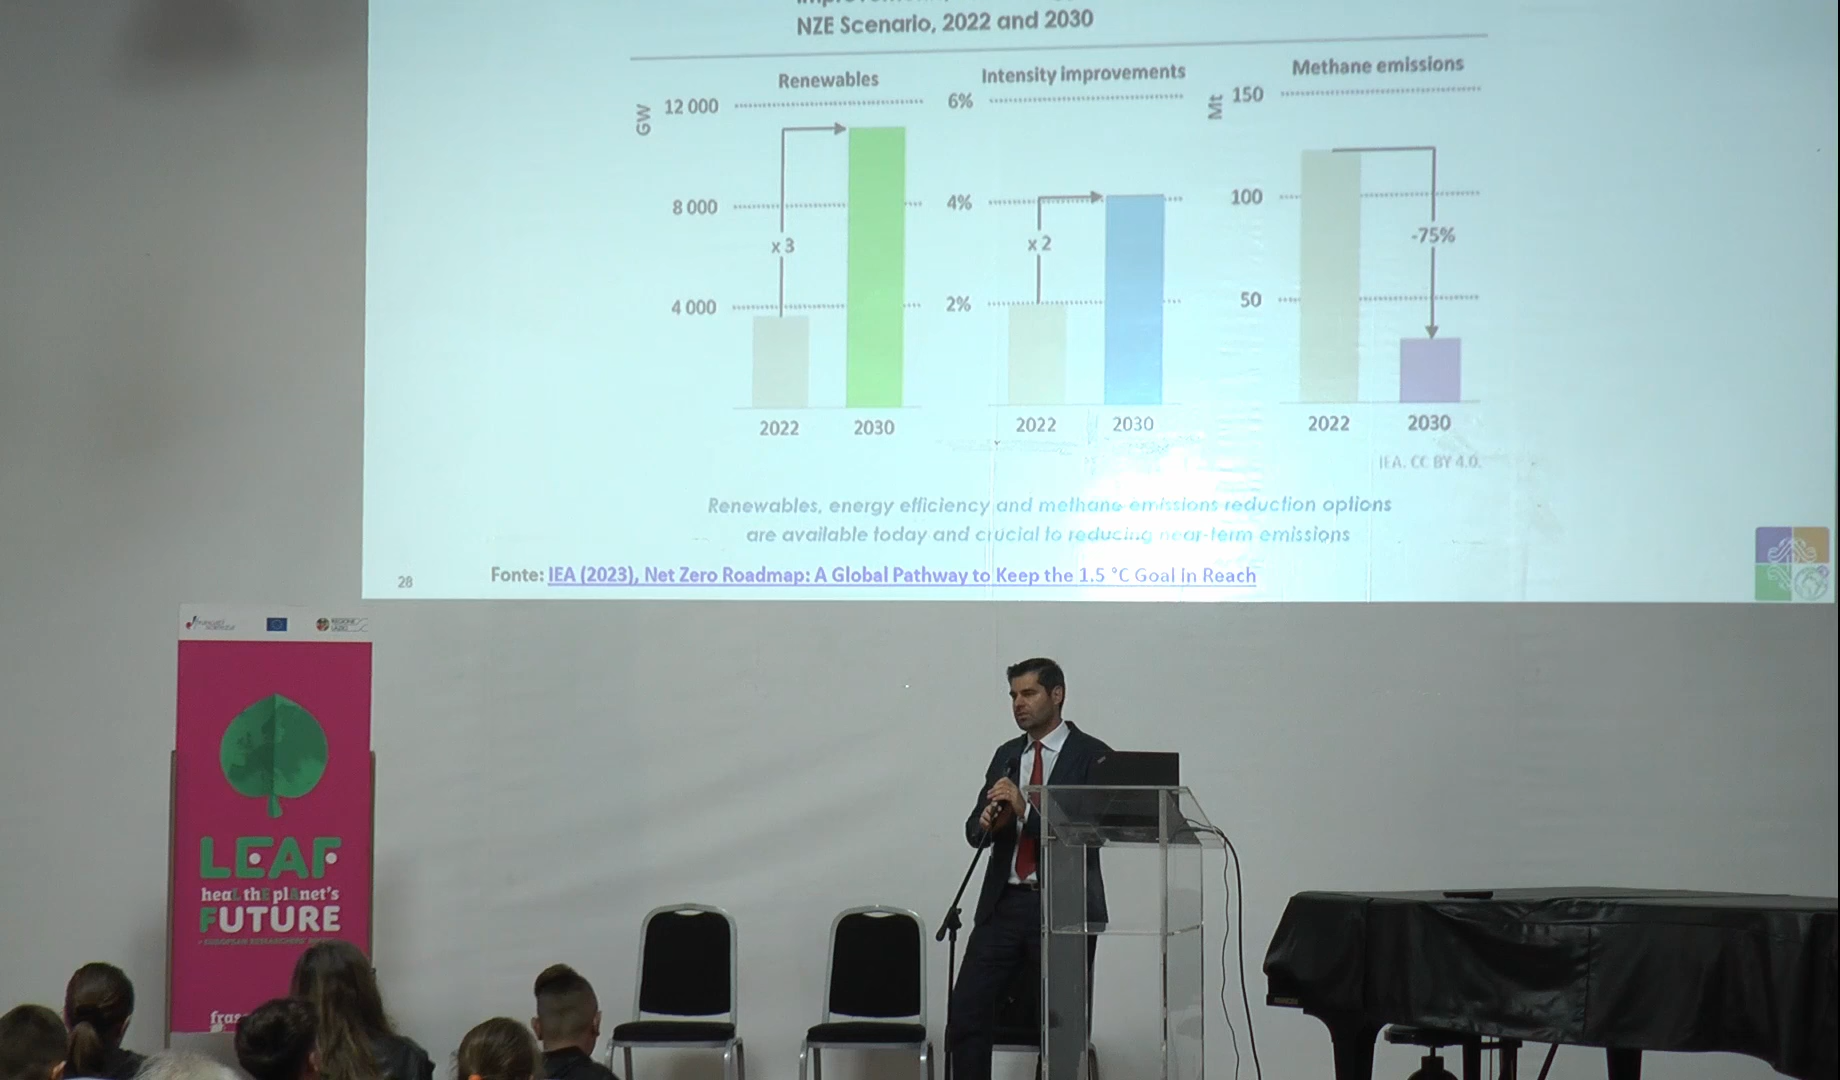 NZE Scenario, 2022 and 2030
Renewables
Intensity improvements
Methane emissions
GW
12 000
8 000
4 000
x 3
2022
2030
6%
4%
2%
x 2
2022
2030
Mt
150
100
50
-75%
2022
2030
IEA. CC BY 4.0.
Renewables, energy efficiency and methane emissions reduction options
are available today and crucial to reducing near-term emissions
28
Fonte: IEA (2023), Net Zero Roadmap: A Global Pathway to Keep the 1.5 °C Goal in Reach
LEAF
heaL thE plAnet's
FUTURE